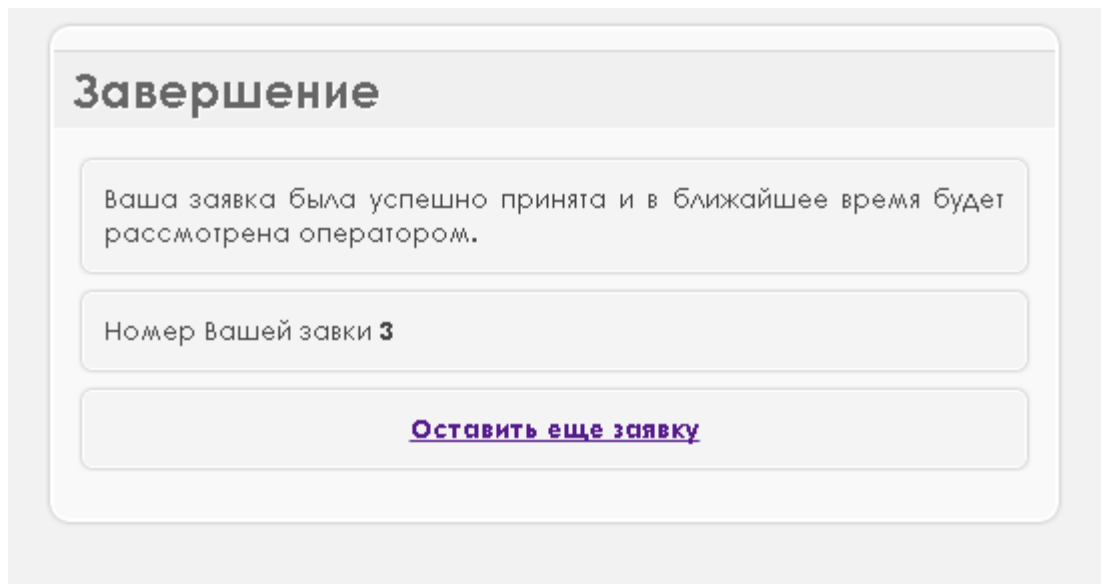 Завершение
Ваша заявка была успешно принята и в ближайшее время будет
рассмотрена оператором.
Номер Вашей завки 3
Оставить еще заявку